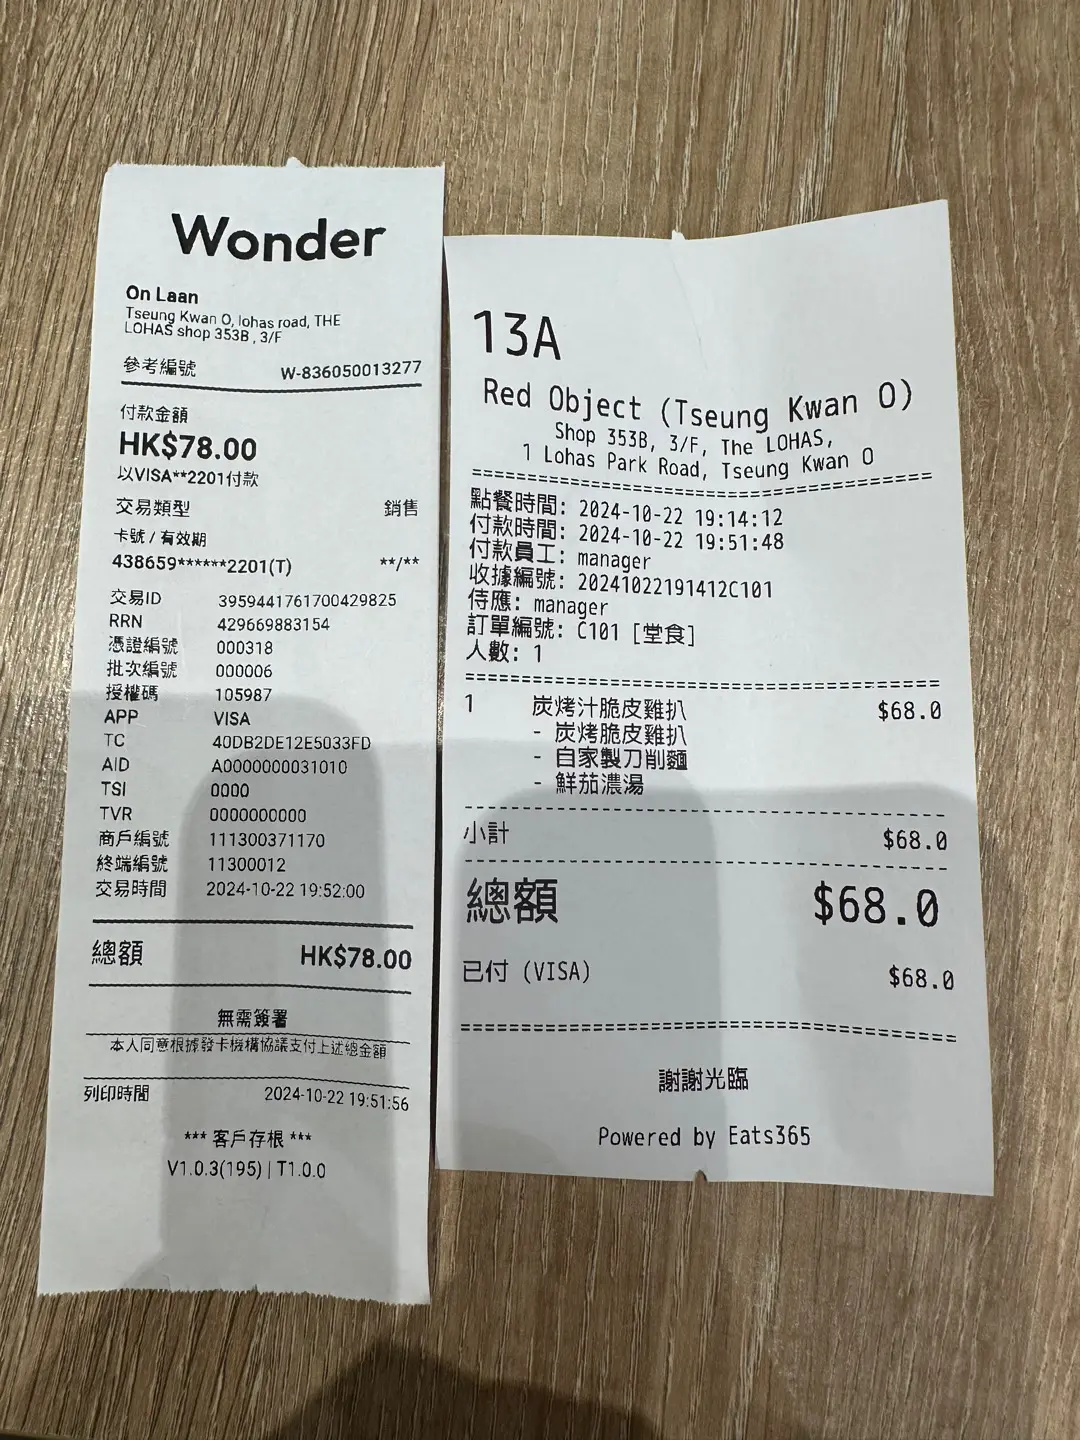 Wonder
On Laan
Tseung Kwan O, lohas road, THE
LOHAS shop 353B , 3/F
參考編號 W-836050013277
付款金額
HK$78.00
以VISA**2201付款
交易類型 銷售
卡號 / 有效期
438659******2201(T) **/**
交易ID 3959441761700429825
RRN 429669883154
憑證編號 000318
批次編號 000006
授權碼 105987
APP VISA
TC 40DB2DE12E5033FD
AID A0000000031010
TSI 0000
TVR 0000000000
商戶編號 111300371170
終端編號 11300012
交易時間 2024-10-22 19:52:00
總額 HK$78.00
無需簽署
本人同意根據發卡機構協議支付上述總金額
列印時間 2024-10-22 19:51:56
*** 客戶存根 ***
V1.0.3(195) | T1.0.0
13A
Red Object (Tseung Kwan O)
Shop 353B, 3/F, The LOHAS,
1 Lohas Park Road, Tseung Kwan O
點餐時間: 2024-10-22 19:14:12
付款時間: 2024-10-22 19:51:48
付款員工: manager
收據編號: 20241022191412C101
侍應: manager
訂單編號: C101 [堂食]
人數: 1
1 炭烤汁脆皮雞扒 $68.0
- 炭烤脆皮雞扒
- 自家製刀削麵
- 鮮茄濃湯
小計 $68.0
總額 $68.0
已付 (VISA) $68.0
謝謝光臨
Powered by Eats365